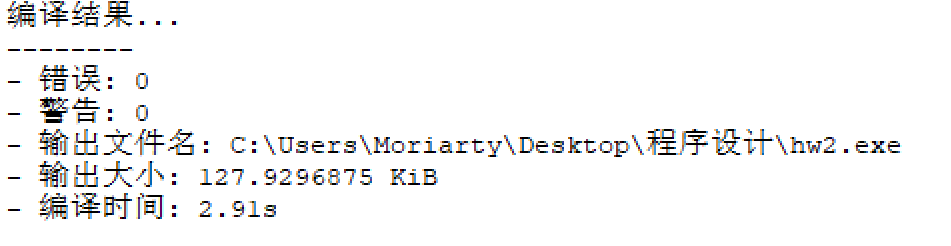 编译结果...
--------
- 错误: 0
- 警告: 0
- 输出文件名: C:\Users\Moriarty\Desktop\程序设计\hw2.exe
- 输出大小: 127.9296875 KiB
- 编译时间: 2.91s